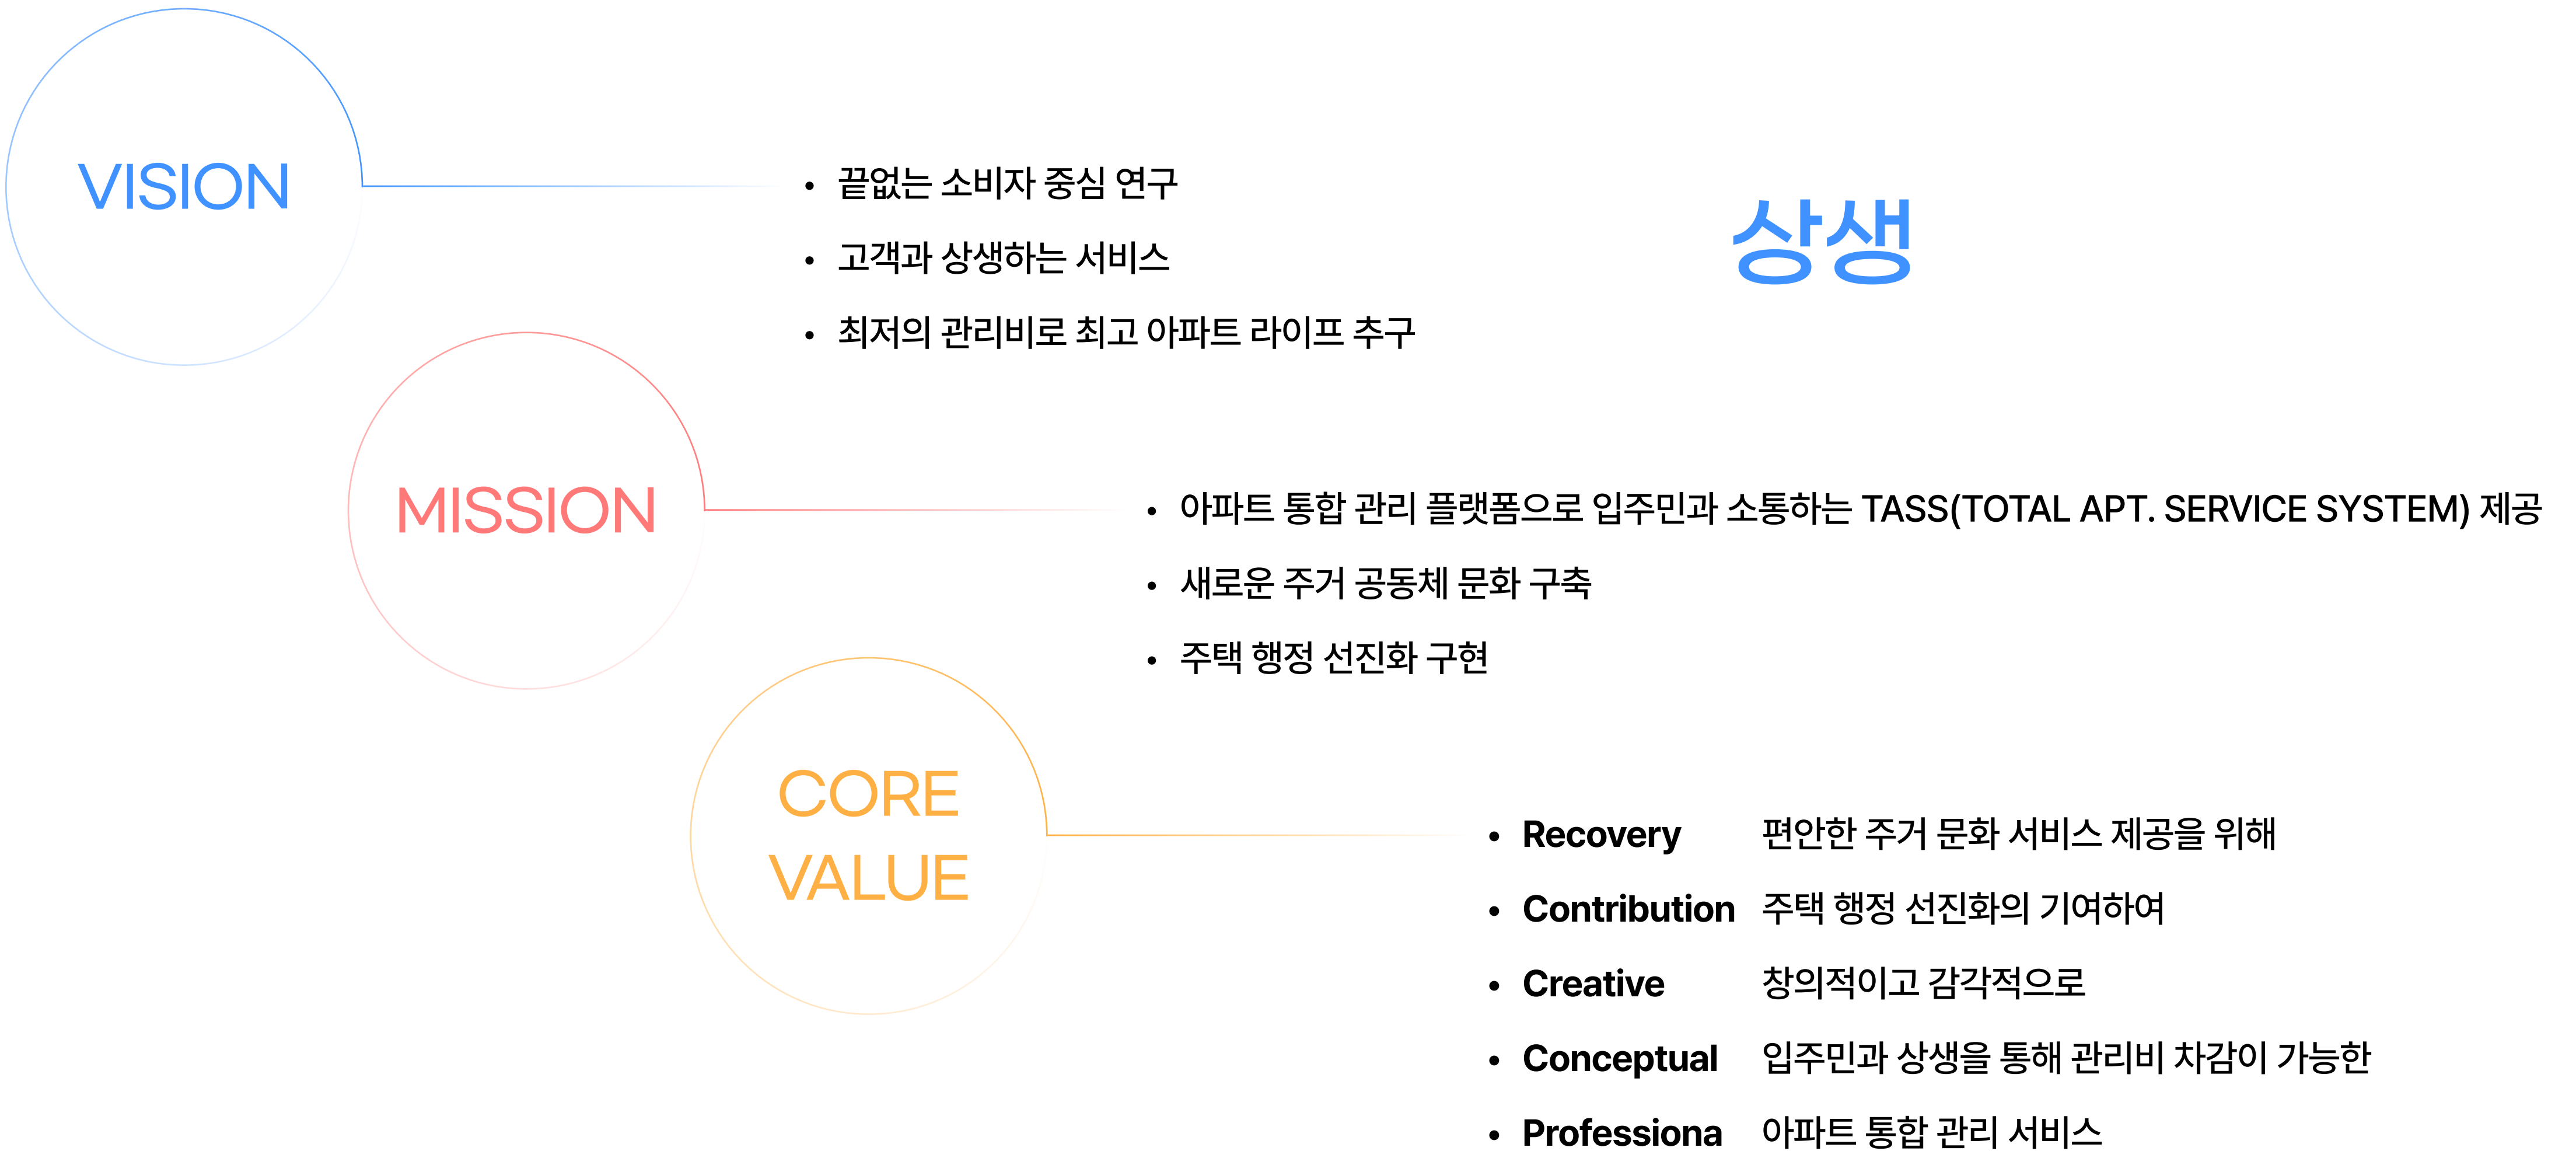 VISION
• 끝없는 소비자 중심 연구
• 고객과 상생하는 서비스
• 최저의 관리비로 최고 아파트 라이프 추구
상생
MISSION
• 아파트 통합 관리 플랫폼으로 입주민과 소통하는 TASS(TOTAL APT. SERVICE SYSTEM) 제공
• 새로운 주거 공동체 문화 구축
• 주택 행정 선진화 구현
CORE
VALUE
• Recovery 편안한 주거 문화 서비스 제공을 위해
• Contribution 주택 행정 선진화의 기여하여
• Creative 창의적이고 감각적으로
• Conceptual 입주민과 상생을 통해 관리비 차감이 가능한
• Professiona 아파트 통합 관리 서비스